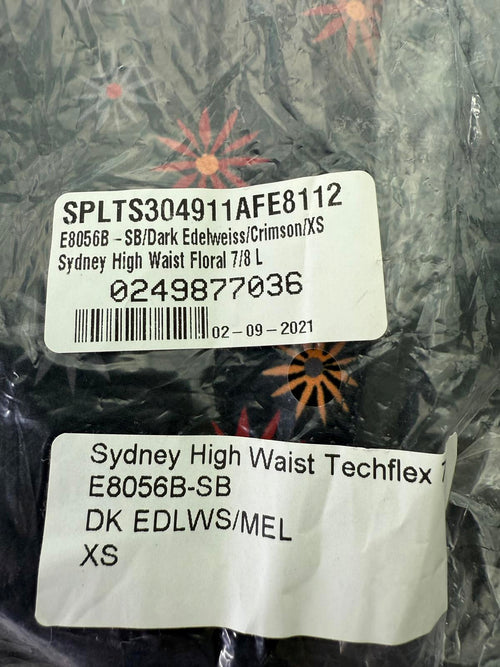 SPLTS304911AFE8112
E8056B - SB/Dark Edelweiss/Crimson/XS
Sydney High Waist Floral 7/8 L
0249877036
02-09-2021
Sydney High Waist Techflex
E8056B-SB
DK EDLWS/MEL
XS